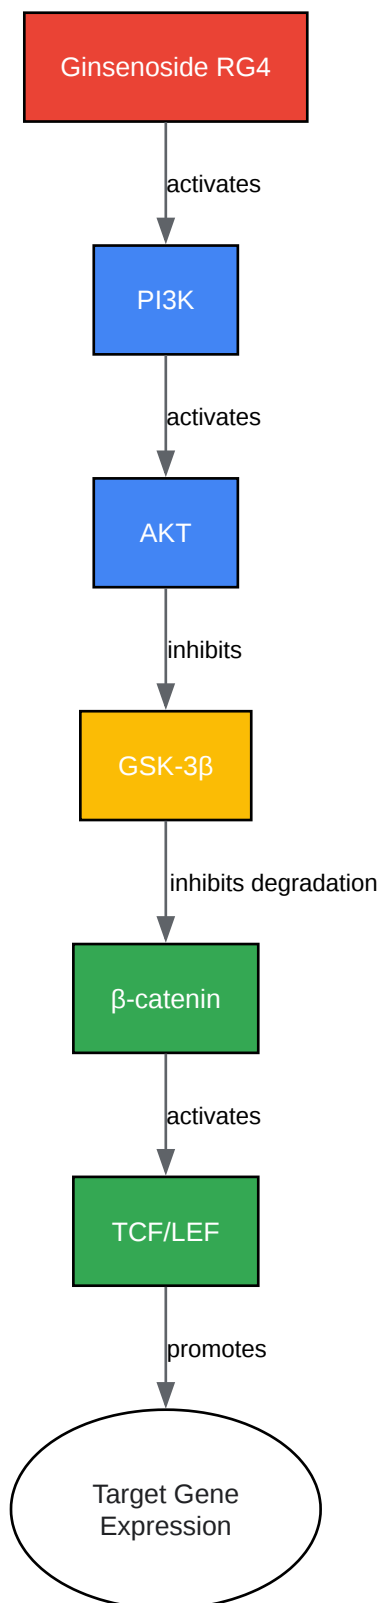 Ginsenoside RG4
activates
PI3K
activates
AKT
inhibits
GSK-3β
inhibits degradation
β-catenin
activates
TCF/LEF
promotes
Target Gene
Expression